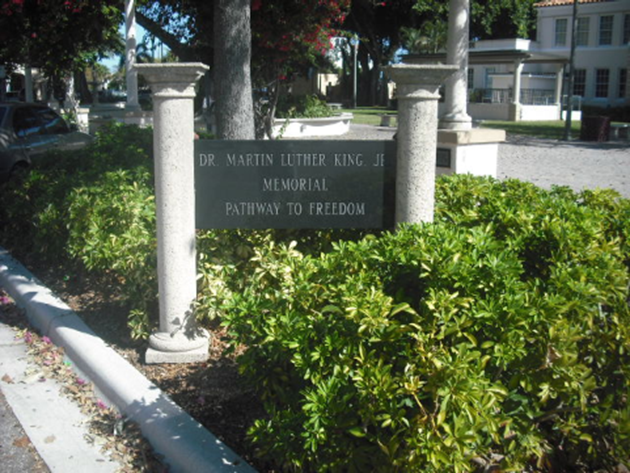 DR. MARTIN LUTHER KING, JR
MEMORIAL
PATHWAY TO FREEDOM